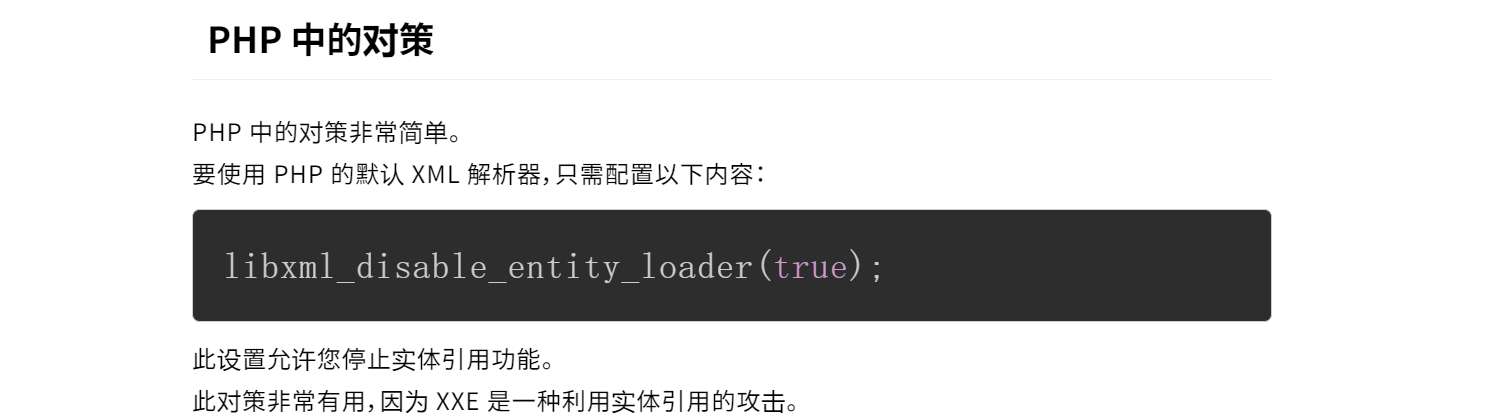 PHP 中的对策
PHP 中的对策非常简单。
要使用 PHP 的默认 XML 解析器,只需配置以下内容:
libxml_disable_entity_loader(true);
此设置允许您停止实体引用功能。
此对策非常有用,因为 XXE 是一种利用实体引用的攻击。